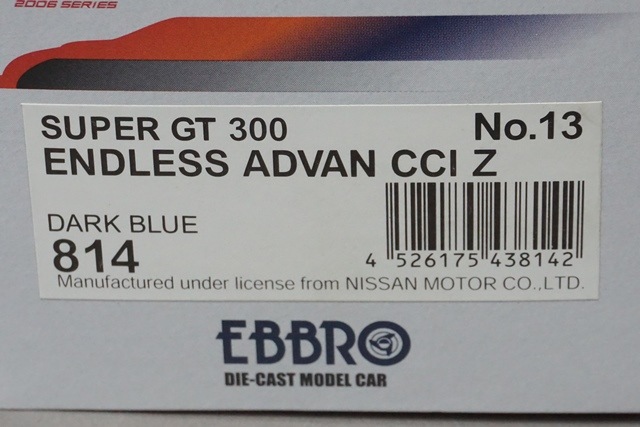 2006 SERIES
SUPER GT 300 No.13
ENDLESS ADVAN CCI Z
DARK BLUE
814
4 526175 438142
Manufactured under license from NISSAN MOTOR CO.,LTD.
EBBRO
DIE-CAST MODEL CAR